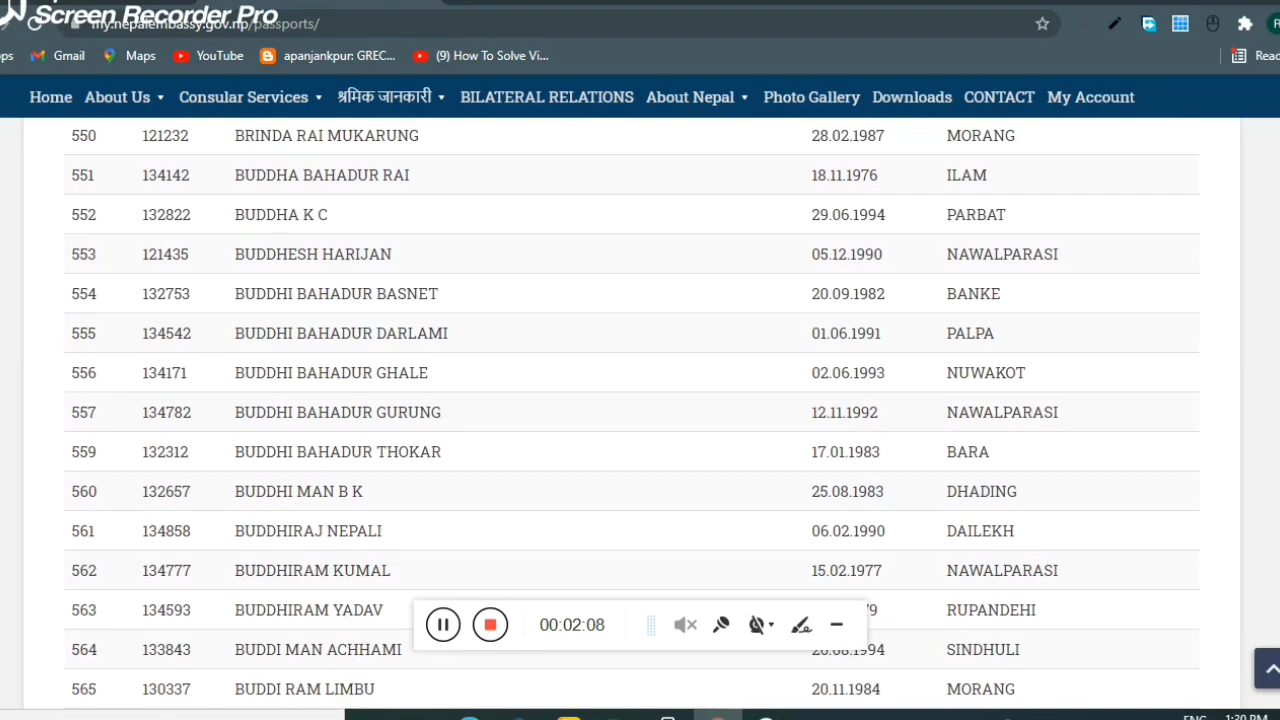 Screen Recorder Pro
my.nepalembassy.gov.np/passports/
ps Gmail Maps YouTube apanjankpur: GREC... (9) How To Solve Vi... Read
Home About Us Consular Services श्रमिक जानकारी BILATERAL RELATIONS About Nepal Photo Gallery Downloads CONTACT My Account
550 121232 BRINDA RAI MUKARUNG 28.02.1987 MORANG
551 134142 BUDDHA BAHADUR RAI 18.11.1976 ILAM
552 132822 BUDDHA K C 29.06.1994 PARBAT
553 121435 BUDDHESH HARIJAN 05.12.1990 NAWALPARASI
554 132753 BUDDHI BAHADUR BASNET 20.09.1982 BANKE
555 134542 BUDDHI BAHADUR DARLAMI 01.06.1991 PALPA
556 134171 BUDDHI BAHADUR GHALE 02.06.1993 NUWAKOT
557 134782 BUDDHI BAHADUR GURUNG 12.11.1992 NAWALPARASI
559 132312 BUDDHI BAHADUR THOKAR 17.01.1983 BARA
560 132657 BUDDHI MAN B K 25.08.1983 DHADING
561 134858 BUDDHIRAJ NEPALI 06.02.1990 DAILEKH
562 134777 BUDDHIRAM KUMAL 15.02.1977 NAWALPARASI
563 134593 BUDDHIRAM YADAV RUPANDEHI
00:02:08
564 133843 BUDDI MAN ACHHAMI SINDHULI
565 130337 BUDDI RAM LIMBU 20.11.1984 MORANG
ENG 1:30 PM